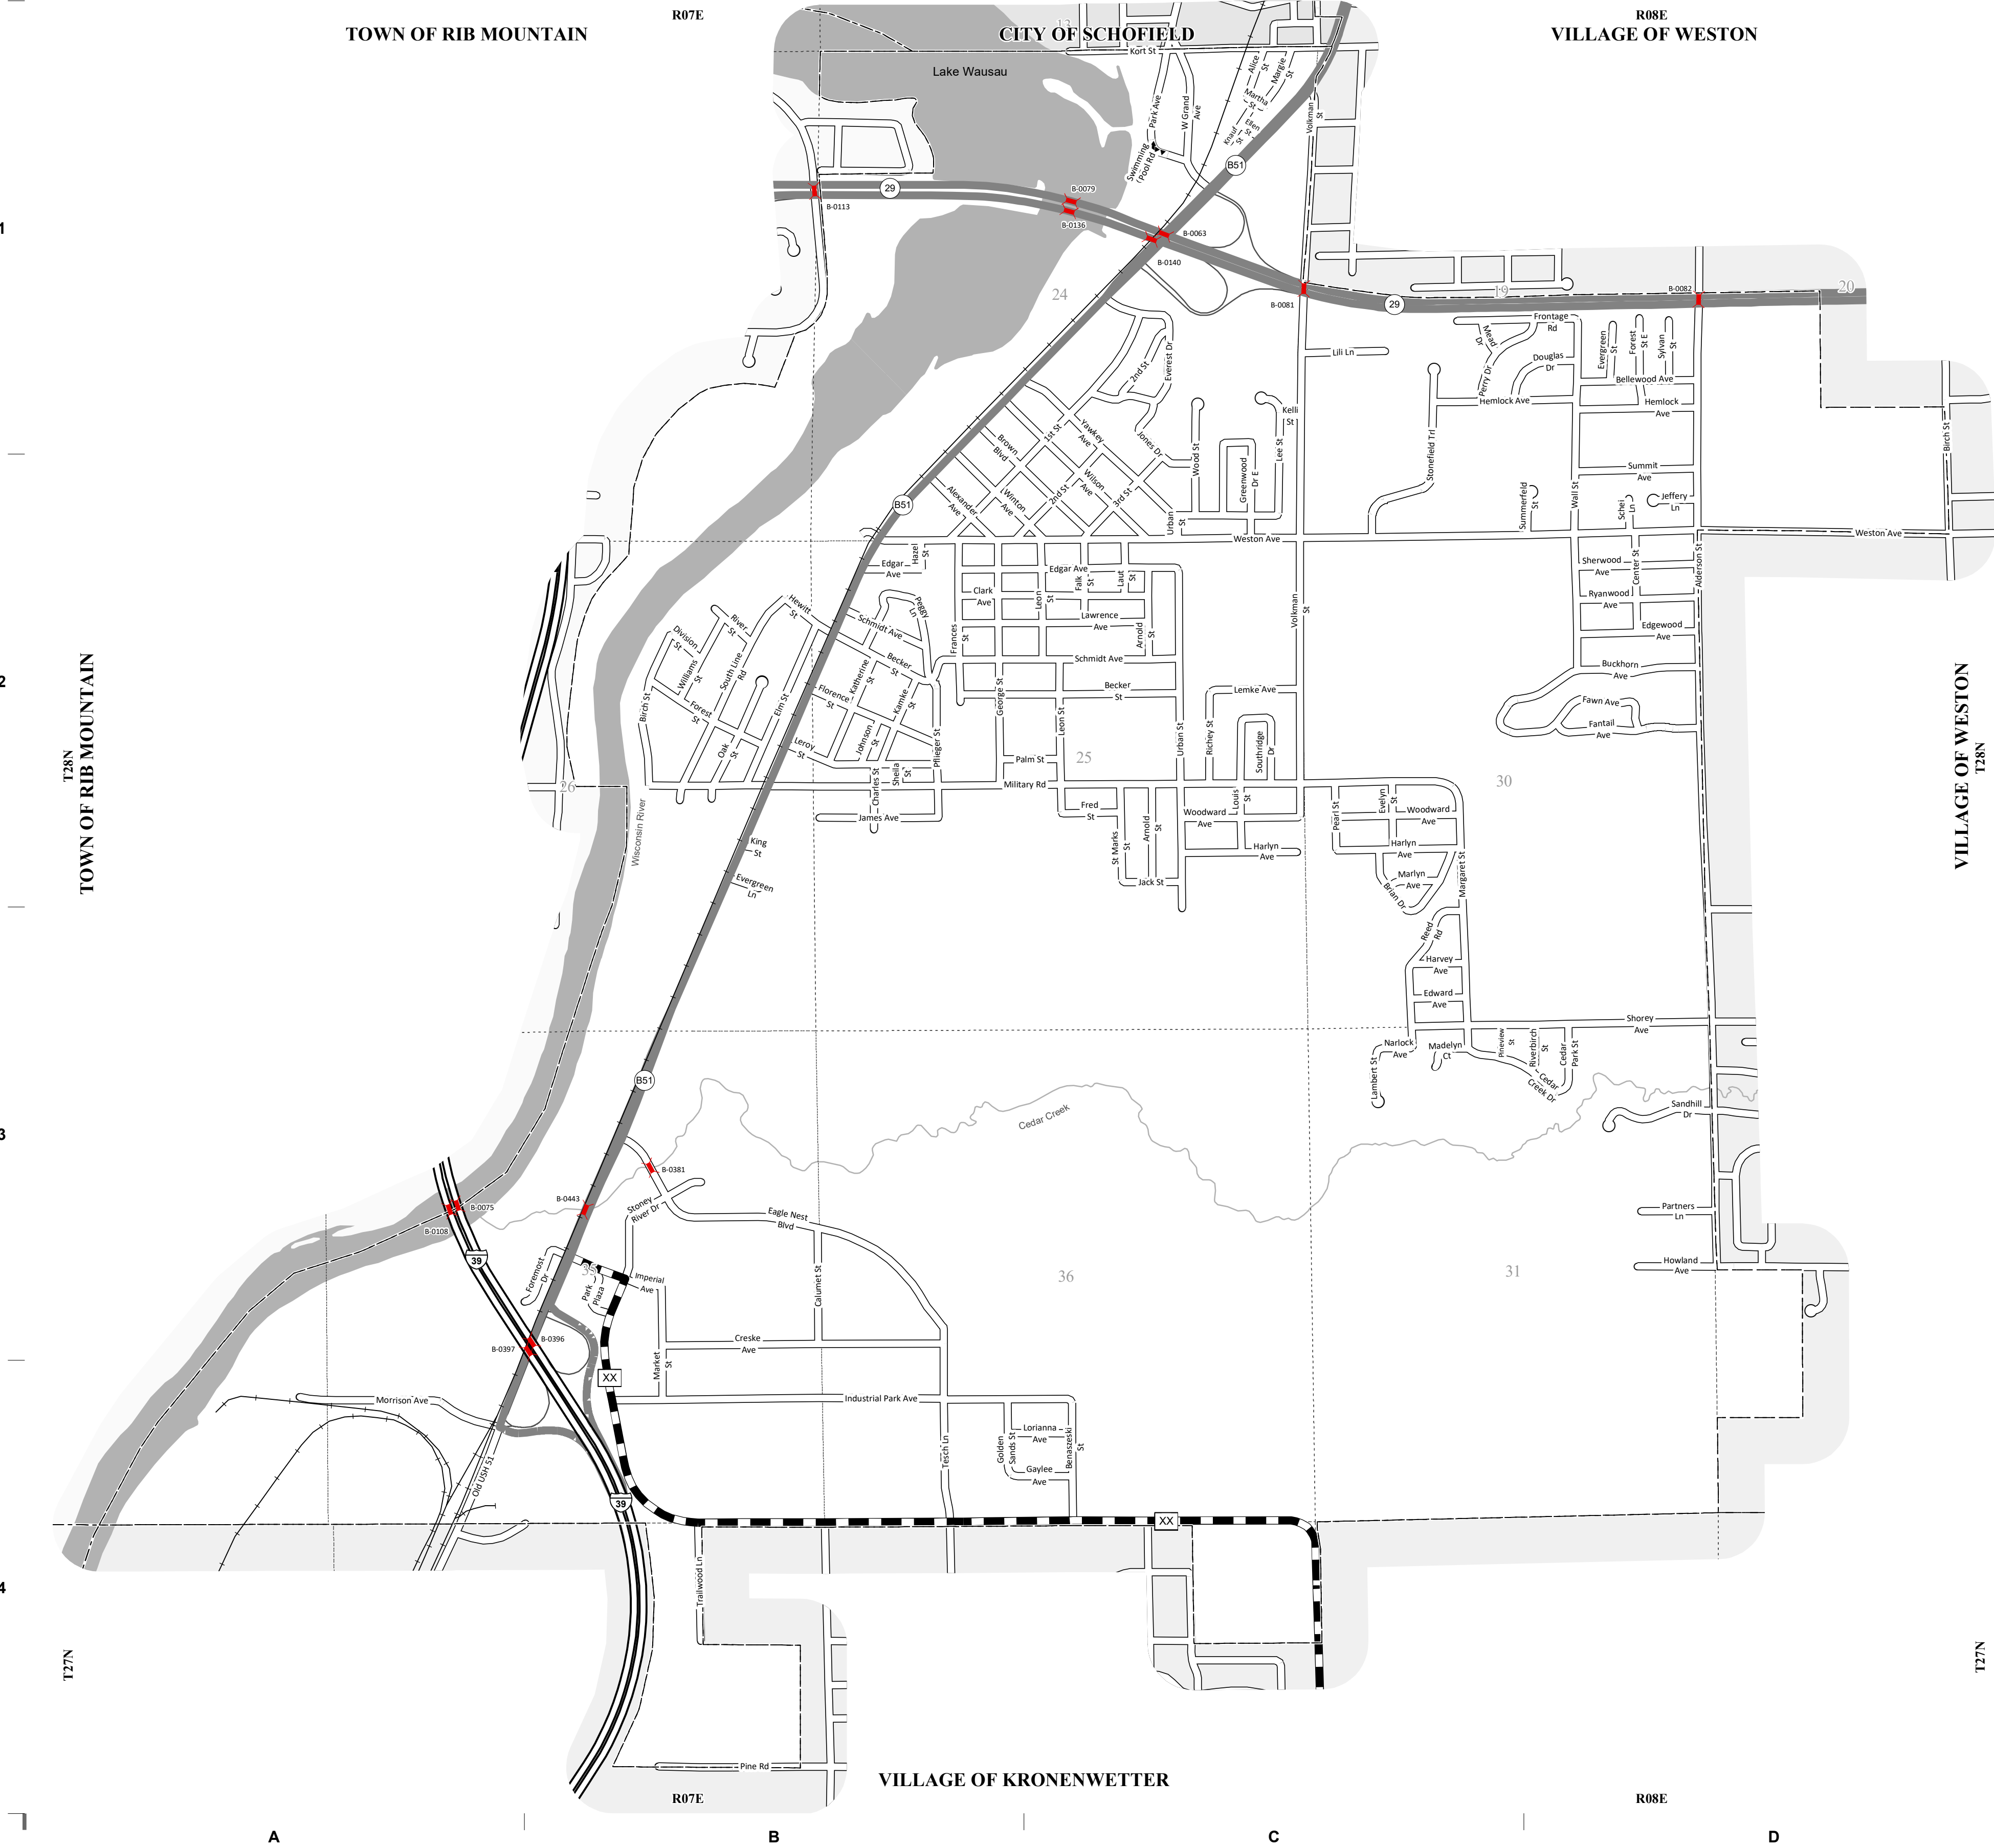 R07E
R08E
TOWN OF RIB MOUNTAIN
CITY OF SCHOFIELD
VILLAGE OF WESTON
13
Kort St
Lake Wausau
Alice
St
Margie
St
Martha
St
Park Ave
W Grand
Ave
Ellen
St
Knauf
St
Volkman
St
Swimming
Pool Rd
B51
29
B-0079
B-0113
B-0136
B-0063
B-0140
1
24
B-0081
29
19
B-0082
20
Frontage
Rd
Mead
Dr
Evergreen
St
Forest
St E
Sylvan
St
Lili Ln
Everest Dr
2nd St
Douglas
Dr
Perry Dr
Bellewood Ave
Hemlock Ave
Hemlock
Ave
Kelli
St
Birch St
Yawkey
Ave
1st St
Brown
Blvd
Jones Dr
Wood St
Lee St
Stonefield Trl
Greenwood
Dr E
Summit
Ave
Wilson
Ave
2nd St
3rd St
Winton
Ave
Alexander
Ave
Summerfeld
St
Wall St
Schei
Ln
Jeffery
Ln
B51
Urban
St
Weston Ave
Weston Ave
Hazel
St
Edgar
Ave
Edgar Ave
Falk
St
Laut
St
Sherwood
Ave
Center St
Alderson St
Clark
Ave
Leon
St
Ryanwood
Ave
Peggy
Ln
Hewitt
St
Schmidt Ave
Lawrence
Ave
Arnold
St
Volkman
St
Edgewood
Ave
River
St
Division
St
Frances
St
Schmidt Ave
Buckhorn
Ave
Williams
St
South Line
Rd
Becker
St
Katherine
St
Becker
St
Lemke Ave
2
TOWN OF RIB MOUNTAIN
T28N
VILLAGE OF WESTON
T28N
Birch St
Forest
St
Elm St
Florence
St
Kamke
St
George St
Leon St
Fawn Ave
Fantail
Ave
Oak
St
Leroy
St
Johnson
St
Pflieger St
Urban St
Richey St
Southridge
Dr
Palm St
25
26
Charles St
Sheila
St
Military Rd
30
Louis
St
Fred
St
Woodward
Ave
Pearl St
Evelyn
St
Woodward
Ave
James Ave
Wisconsin River
King
St
St Marks
St
Arnold
St
Harlyn
Ave
Harlyn
Ave
Evergreen
Ln
Jack St
Marlyn
Ave
Brian Dr
Margaret St
Reed
Rd
Harvey
Ave
Edward
Ave
Shorey
Ave
Narlock
Ave
Madelyn
Ct
Pineview
St
Riverbirch
St
Cedar
Park St
Lambert St
Cedar
Creek Dr
B51
Cedar Creek
Sandhill
Dr
3
B-0381
B-0443
B-0075
B-0108
Stoney
River Dr
Eagle Nest
Blvd
Partners
Ln
39
Howland
Ave
35
Foremost
Dr
Park
Plaza
Imperial
Ave
Calumet St
36
31
B-0396
B-0397
Creske
Ave
Market
St
XX
Morrison Ave
Industrial Park Ave
Lorianna
Ave
Golden
Sands St
Benaszeski
St
Tesch Ln
Gaylee
Ave
Old USH 51
39
XX
Trailwood Ln
4
T27N
T27N
Pine Rd
VILLAGE OF KRONENWETTER
R07E
R08E
A
B
C
D